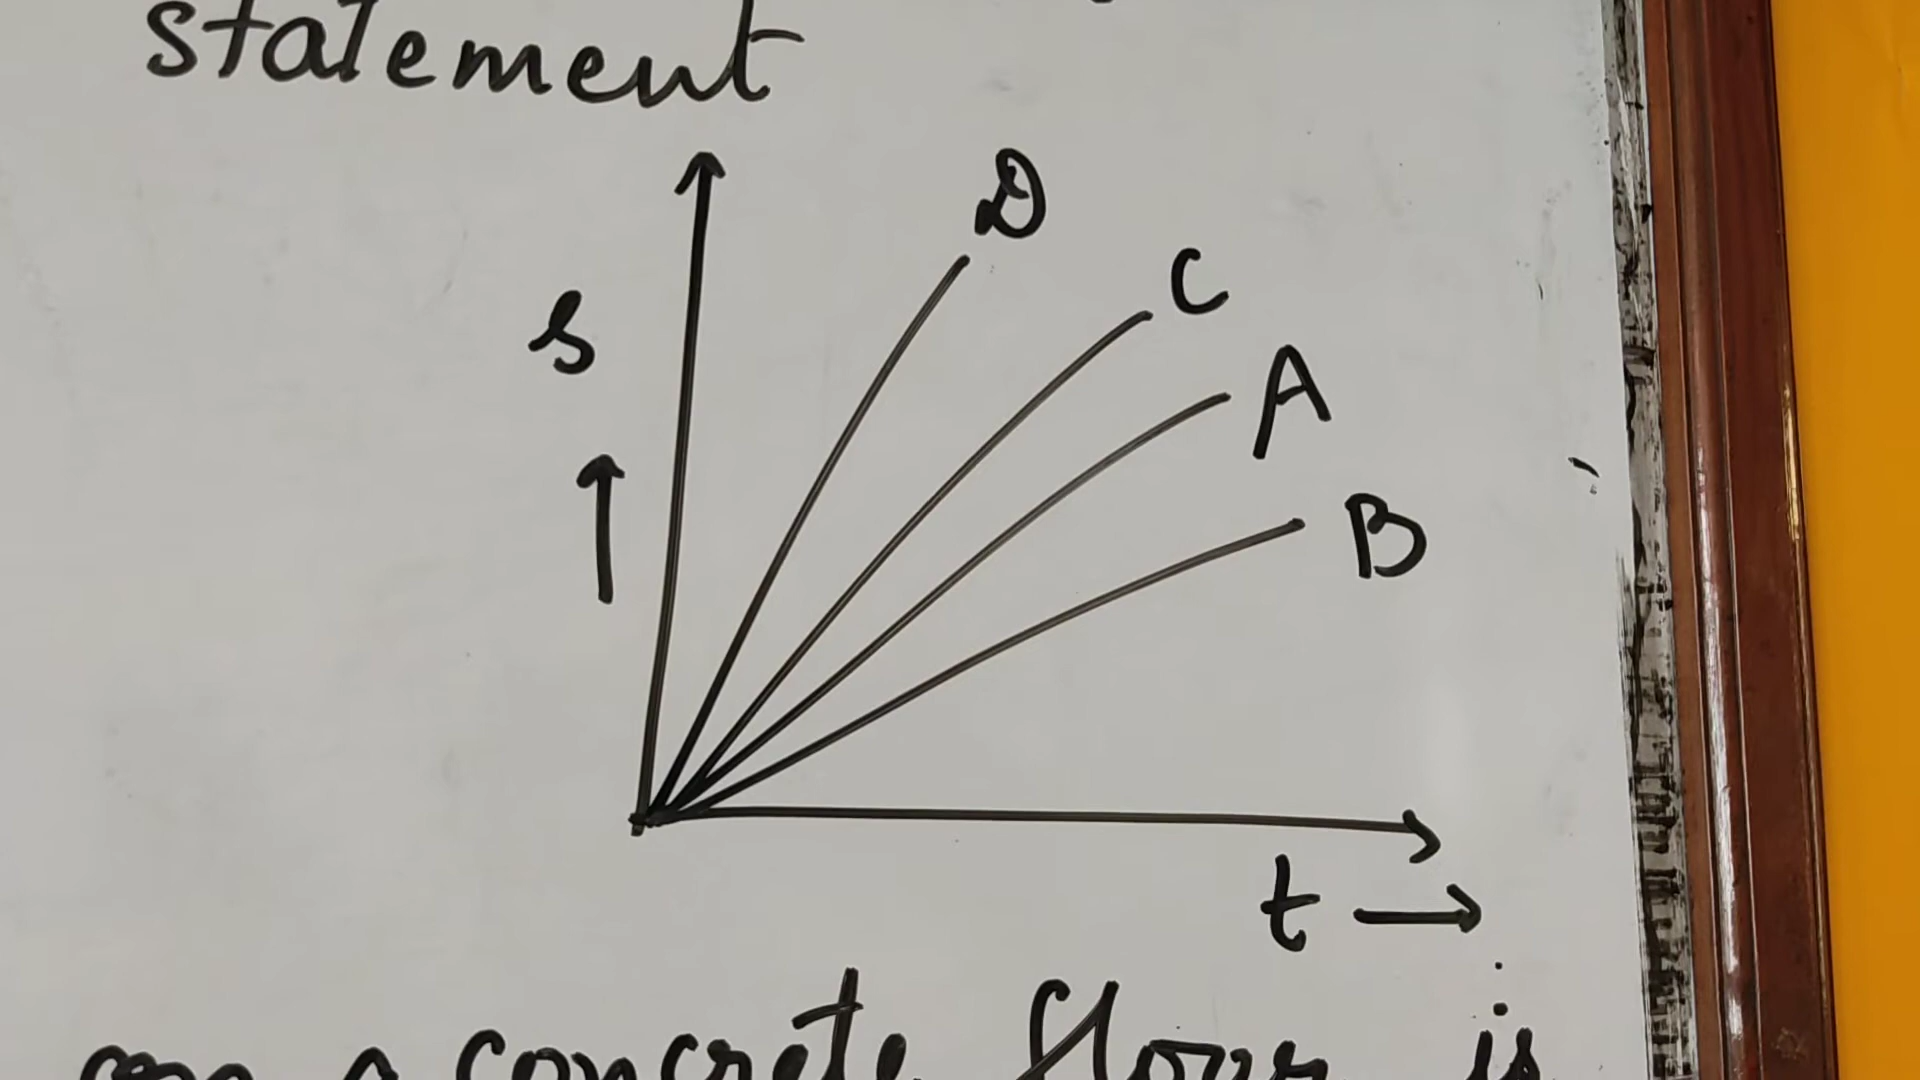 statement
D
C
s
A
B
t
a concrete floor is